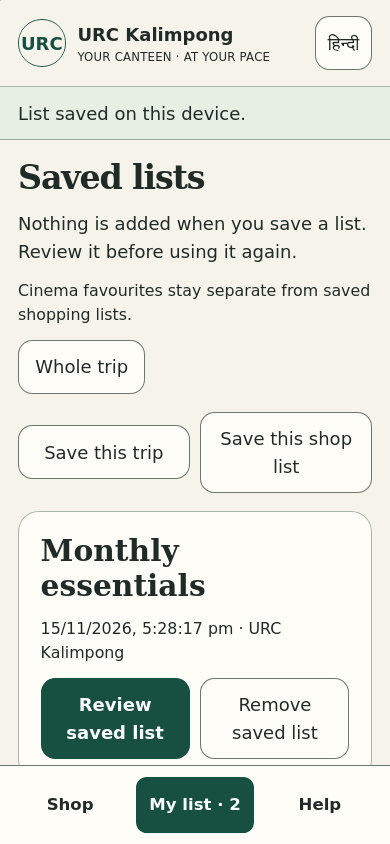 URC
URC Kalimpong
YOUR CANTEEN · AT YOUR PACE
हिन्दी
List saved on this device.
Saved lists
Nothing is added when you save a list.
Review it before using it again.
Cinema favourites stay separate from saved
shopping lists.
Whole trip
Save this trip
Save this shop
list
Monthly
essentials
15/11/2026, 5:28:17 pm · URC
Kalimpong
Review
saved list
Remove
saved list
Shop
My list · 2
Help